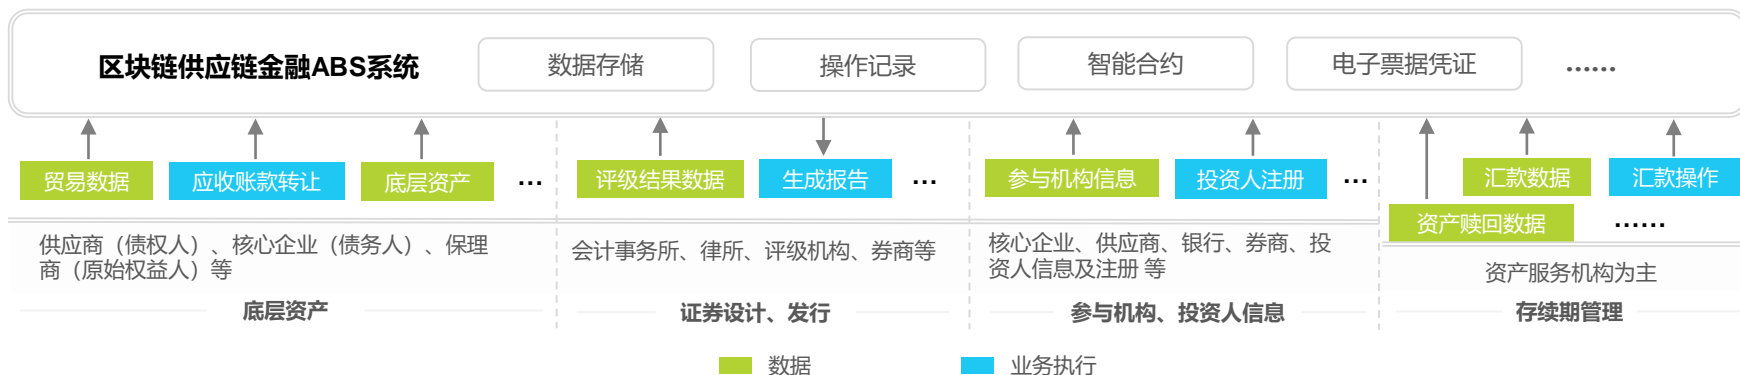 区块链供应链金融ABS系统
数据存储
操作记录
智能合约
电子票据凭证
……
贸易数据
应收账款转让
底层资产
…
评级结果数据
生成报告
…
参与机构信息
投资人注册
…
汇款数据
汇款操作
资产赎回数据
……
供应商（债权人）、核心企业（债务人）、保理
商（原始权益人）等
会计事务所、律所、评级机构、券商等
核心企业、供应商、银行、券商、投
资人信息及注册 等
资产服务机构为主
底层资产
证券设计、发行
参与机构、投资人信息
存续期管理
数据
业务执行